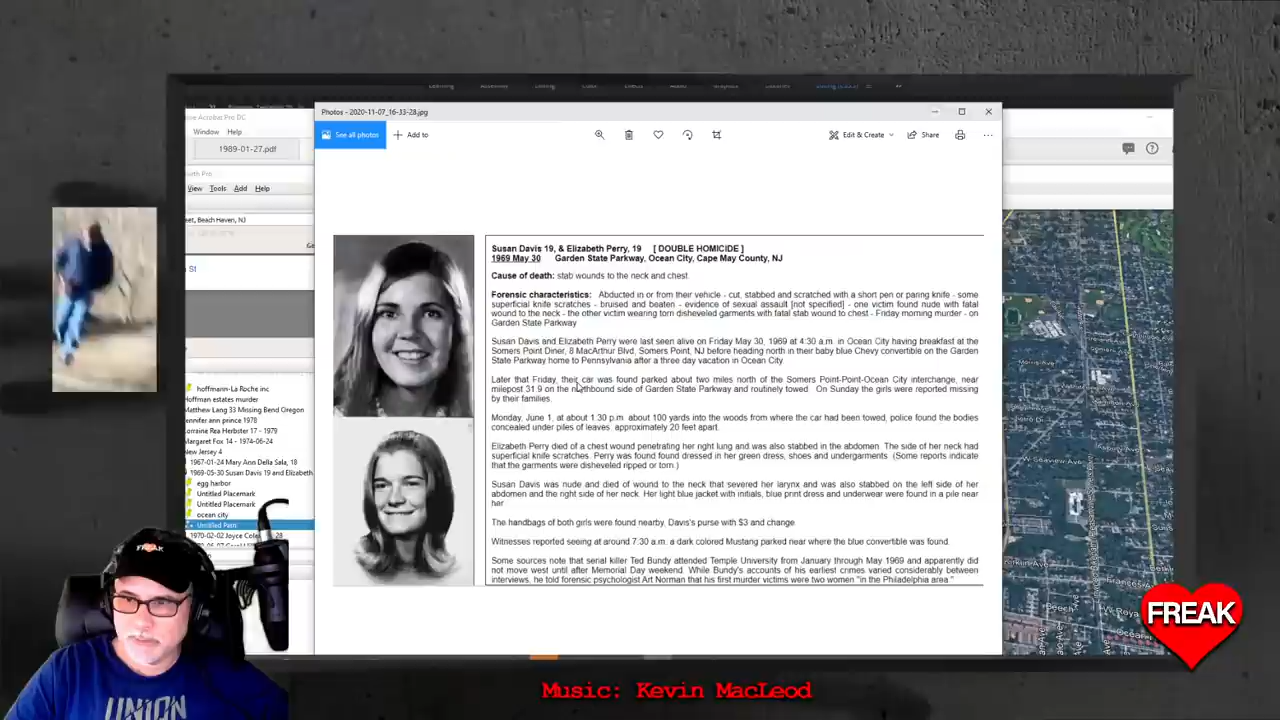 Photos - 2020-11-07_16-33-28.jpg
Window Help
See all photos
Add to
Edit & Create
Share
1989-01-27.pdf
View Tools Add Help
Beach Haven, NJ
St
Susan Davis 19, & Elizabeth Perry, 19 [ DOUBLE HOMICIDE ]
1969 May 30 Garden State Parkway, Ocean City, Cape May County, NJ
Cause of death: stab wounds to the neck and chest.
Forensic characteristics: Abducted in or from their vehicle - cut, stabbed and scratched with a short pen or paring knife - some
superficial knife scratches - bruised and beaten - evidence of sexual assault [not specified] - one victim found nude with fatal
wound to the neck - the other victim wearing torn disheveled garments with fatal stab wound to chest - Friday morning murder - on
Garden State Parkway
Susan Davis and Elizabeth Perry were last seen alive on Friday May 30, 1969 at 4:30 a.m. in Ocean City having breakfast at the
Somers Point Diner, 8 MacArthur Blvd, Somers Point, NJ before heading north in their baby blue Chevy convertible on the Garden
State Parkway home to Pennsylvania after a three day vacation in Ocean City
Later that Friday, their car was found parked about two miles north of the Somers Point-Point-Ocean City interchange, near
milepost 31.9 on the northbound side of Garden State Parkway and routinely towed. On Sunday the girls were reported missing
by their families.
Monday, June 1, at about 1:30 p.m. about 100 yards into the woods from where the car had been towed, police found the bodies
concealed under piles of leaves, approximately 20 feet apart.
Elizabeth Perry died of a chest wound penetrating her right lung and was also stabbed in the abdomen. The side of her neck had
superficial knife scratches. Perry was found found dressed in her green dress, shoes and undergarments. (Some reports indicate
that the garments were disheveled ripped or torn.)
Susan Davis was nude and died of wound to the neck that severed her larynx and was also stabbed on the left side of her
abdomen and the right side of her neck. Her light blue jacket with initials, blue print dress and underwear were found in a pile near
her
The handbags of both girls were found nearby, Davis's purse with $3 and change.
Witnesses reported seeing at around 7:30 a.m. a dark colored Mustang parked near where the blue convertible was found.
Some sources note that serial killer Ted Bundy attended Temple University from January through May 1969 and apparently did
not move west until after Memorial Day weekend. While Bundy's accounts of his earliest crimes varied considerably between
interviews, he told forensic psychologist Art Norman that his first murder victims were two women "in the Philadelphia area."
hoffmann-La Roche inc
Hoffman estates murder
Matthew Lang 33 Missing Bend Oregon
Jennifer ann prince 1978
Lorraine Rea Herbster 17 - 1979
Margaret Fox 14 - 1974-06-24
New Jersey 4
1967-01-24 Mary Ann Della Sala, 18
1969-05-30 Susan Davis 19 and Elizabeth
egg harbor
Untitled Placemark
Untitled Placemark
ocean city
Untitled Path
1970-02-02 Joyce
FREAK
UNION
FREAK
Music: Kevin MacLeod